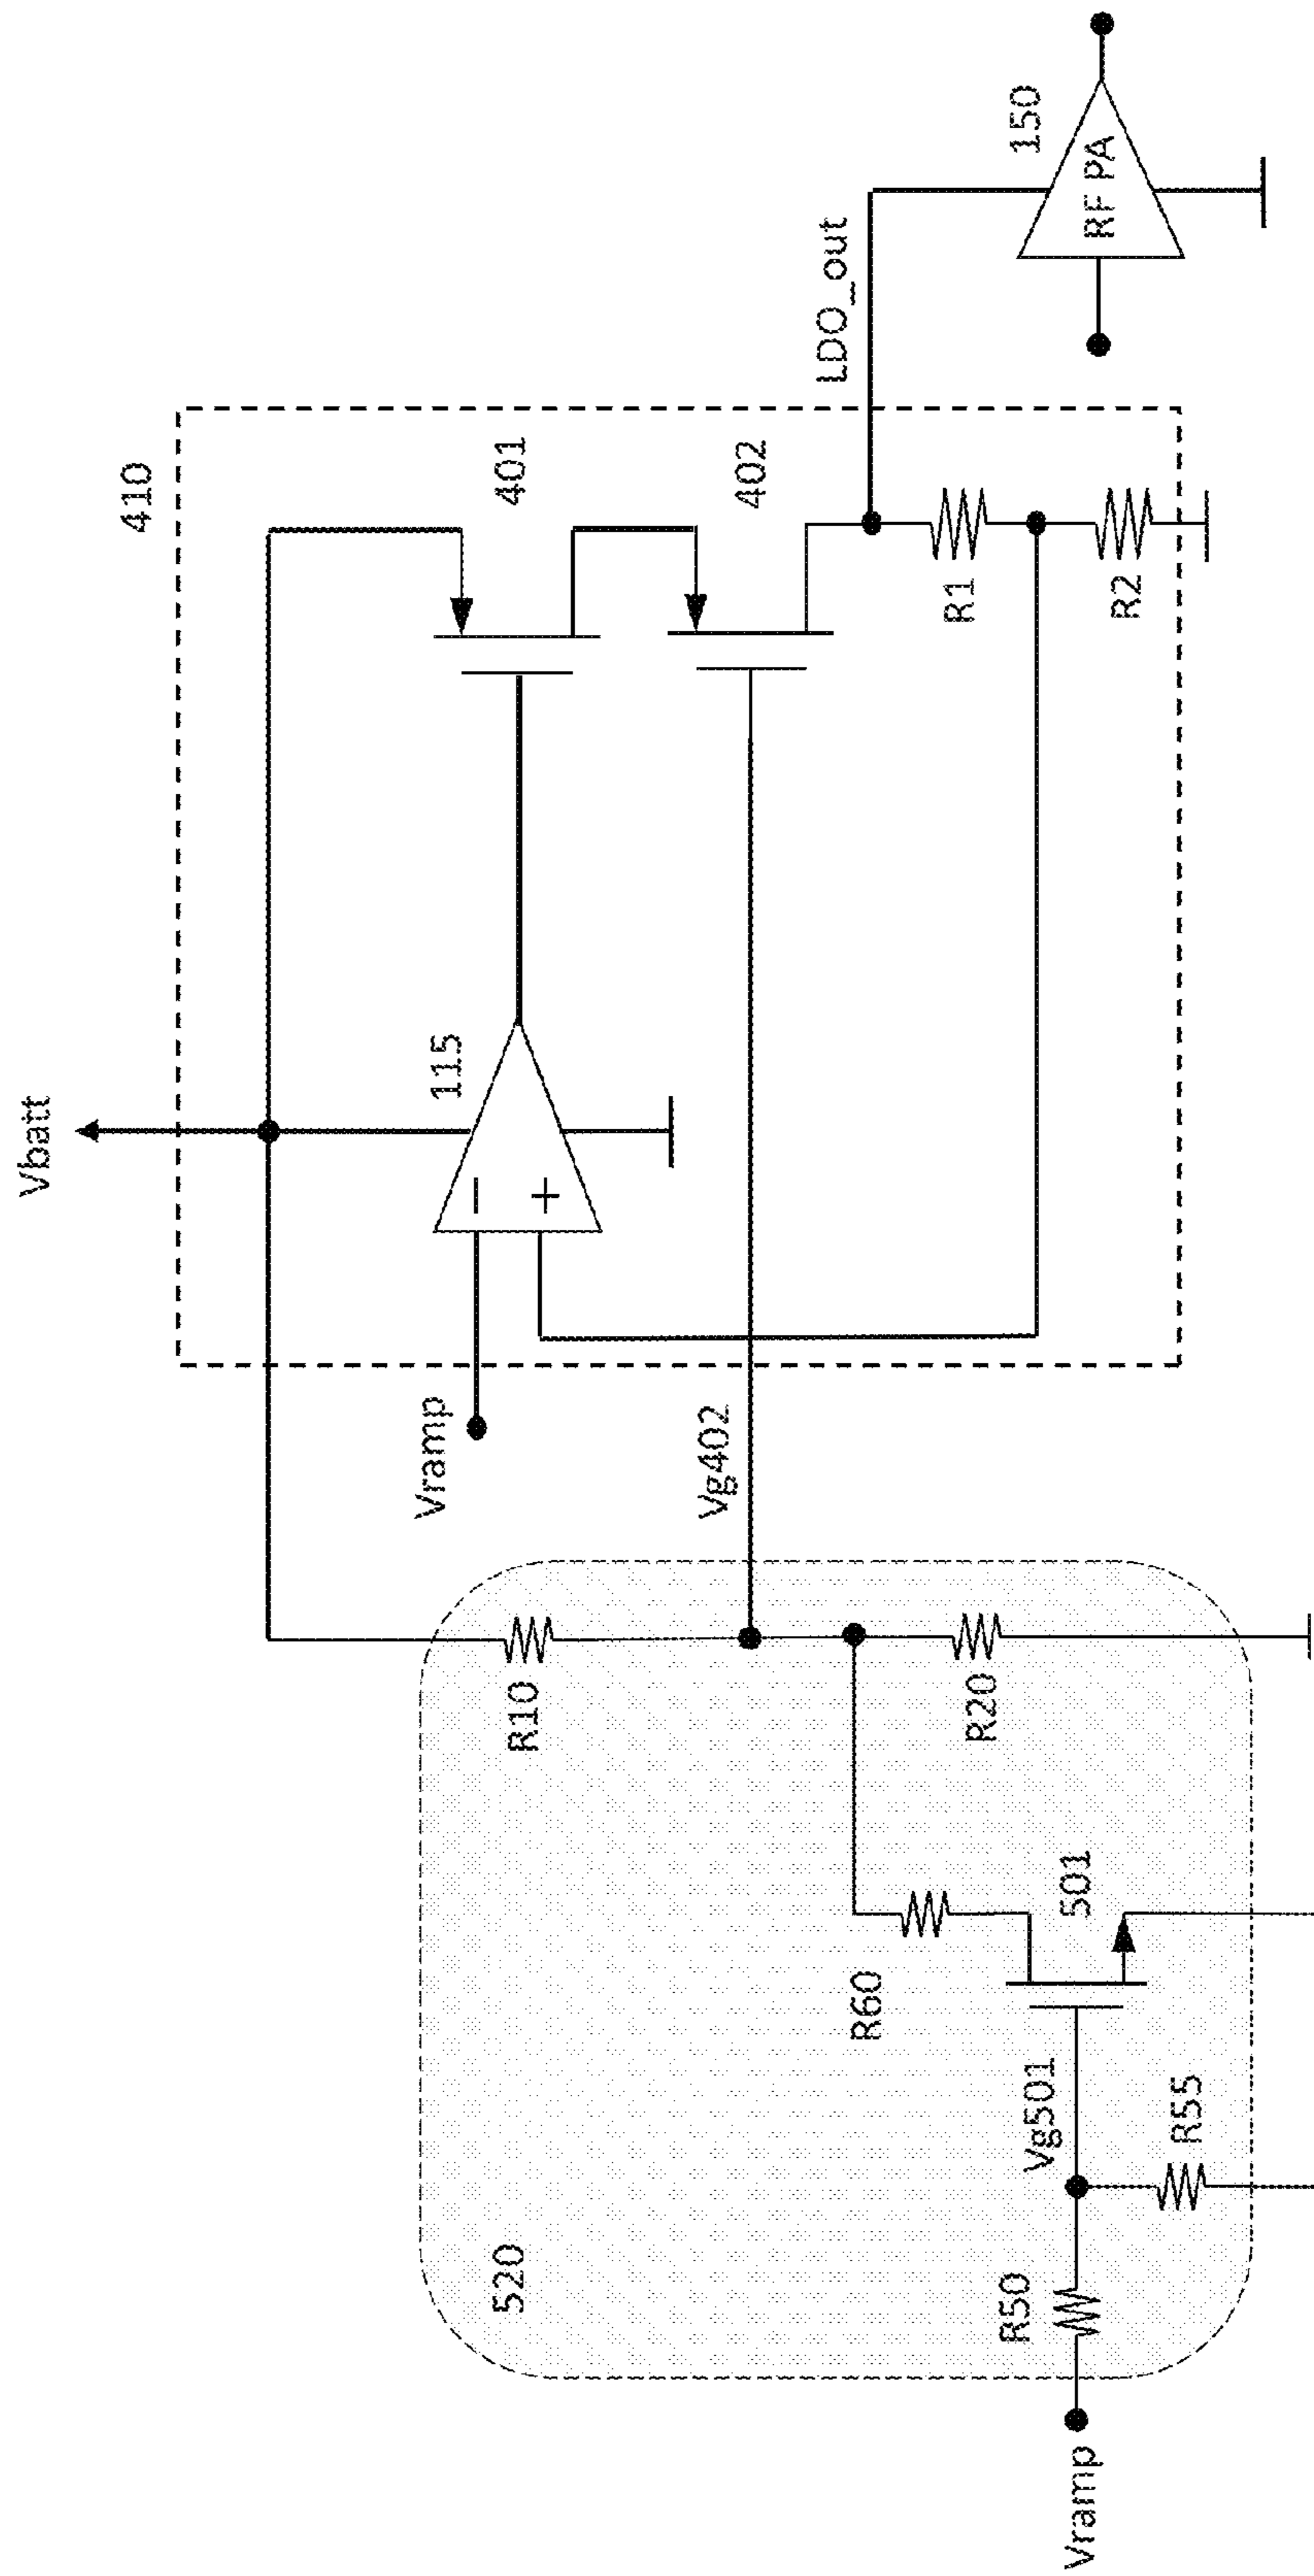 Vbatt
410
115
401
402
Vramp
Vg402
LDO_out
150
RF PA
R1
R2
−
+
R10
R20
520
R60
501
Vg501
R50
R55
Vramp